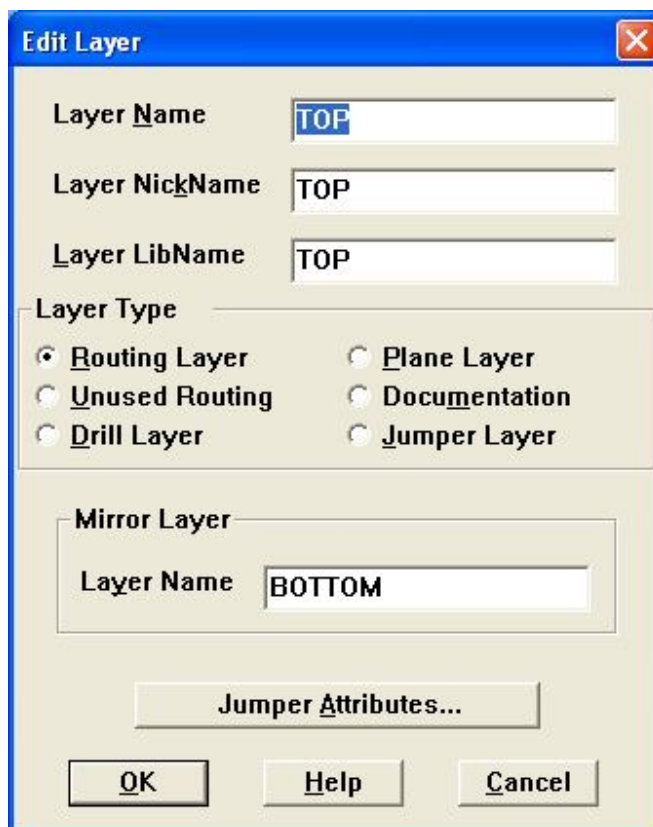 Edit Layer
Layer Name TOP
Layer NickName TOP
Layer LibName TOP
Layer Type
Routing Layer Plane Layer
Unused Routing Documentation
Drill Layer Jumper Layer
Mirror Layer
Layer Name BOTTOM
Jumper Attributes...
OK Help Cancel